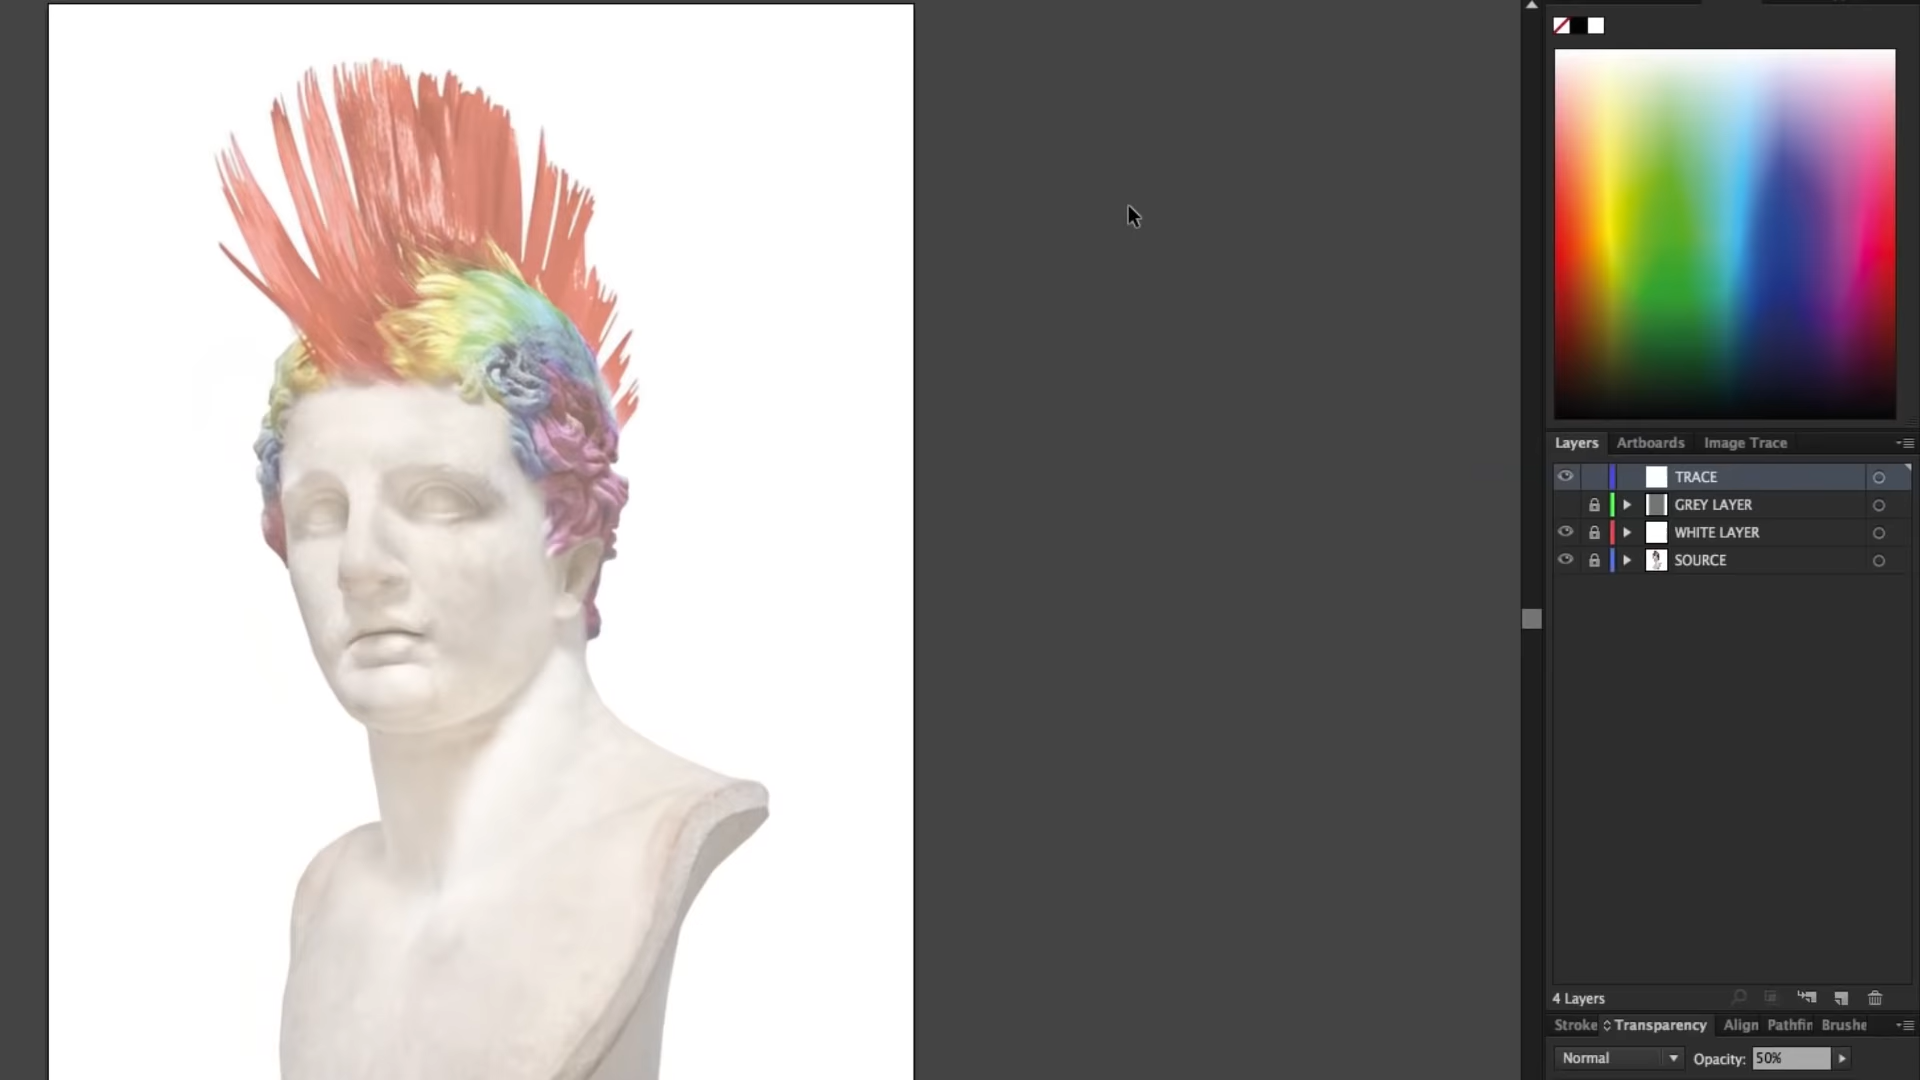 Layers Artboards Image Trace
TRACE
GREY LAYER
WHITE LAYER
SOURCE
4 Layers
Stroke Transparency Align Pathfin Brushe
Normal Opacity: 50%